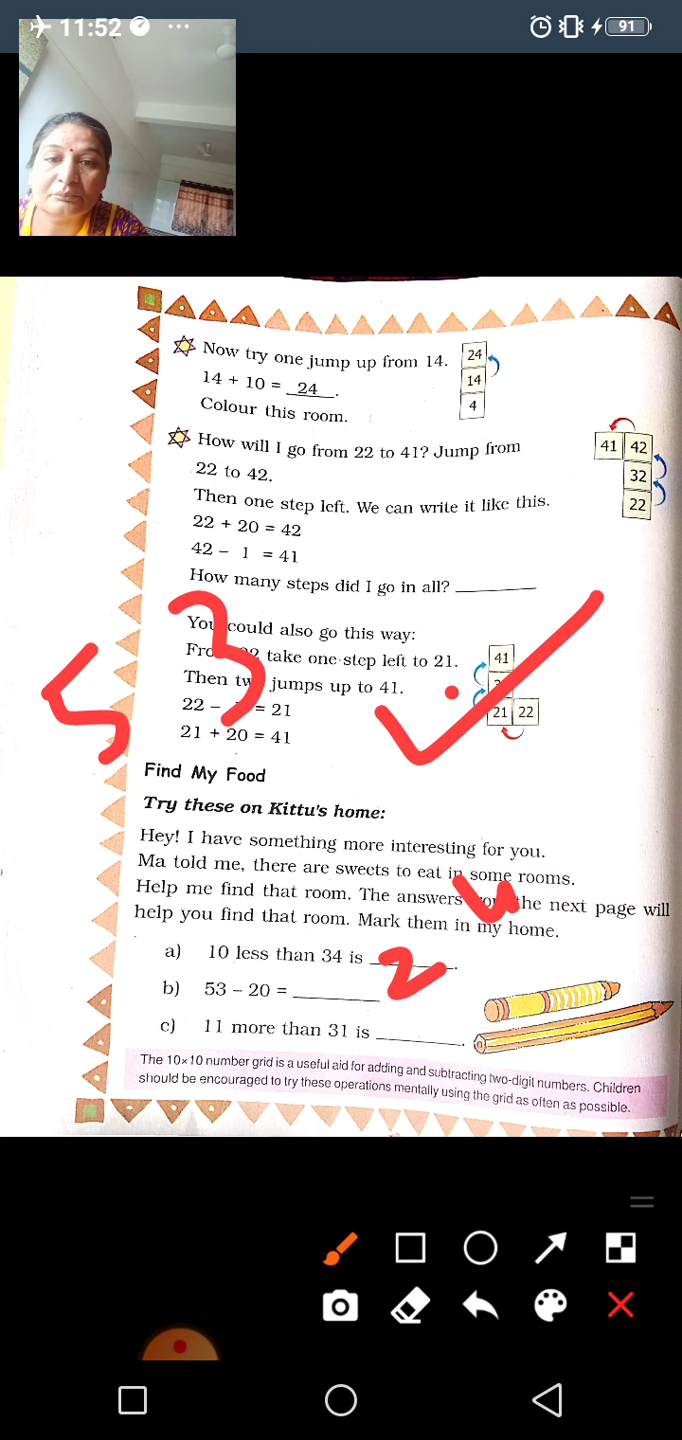 11:52
91
Now try one jump up from 14.
14 + 10 = 24.
Colour this room.
24
14
4
How will I go from 22 to 41? Jump from
22 to 42.
Then one step left. We can write it like this.
22 + 20 = 42
42 – 1 = 41
41 42
32
22
How many steps did I go in all?
You could also go this way:
take one step left to 21.
Then jumps up to 41.
22 – = 21
21 + 20 = 41
41
21 22
5 3
Find My Food
Try these on Kittu's home:
Hey! I have something more interesting for you.
Ma told me, there are sweets to eat in some rooms.
Help me find that room. The answers the next page will
help you find that room. Mark them in my home.
a) 10 less than 34 is .
2 4
b) 53 – 20 =
c) 11 more than 31 is .
The 10×10 number grid is a useful aid for adding and subtracting two-digit numbers. Children
should be encouraged to try these operations mentally using the grid as often as possible.